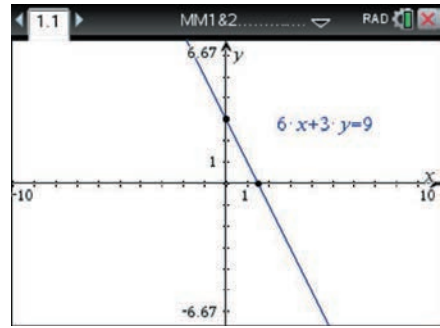 1.1 MM1&2............. RAD
6.67 y
6·x+3·y=9
1
x
-10 1 10
-6.67